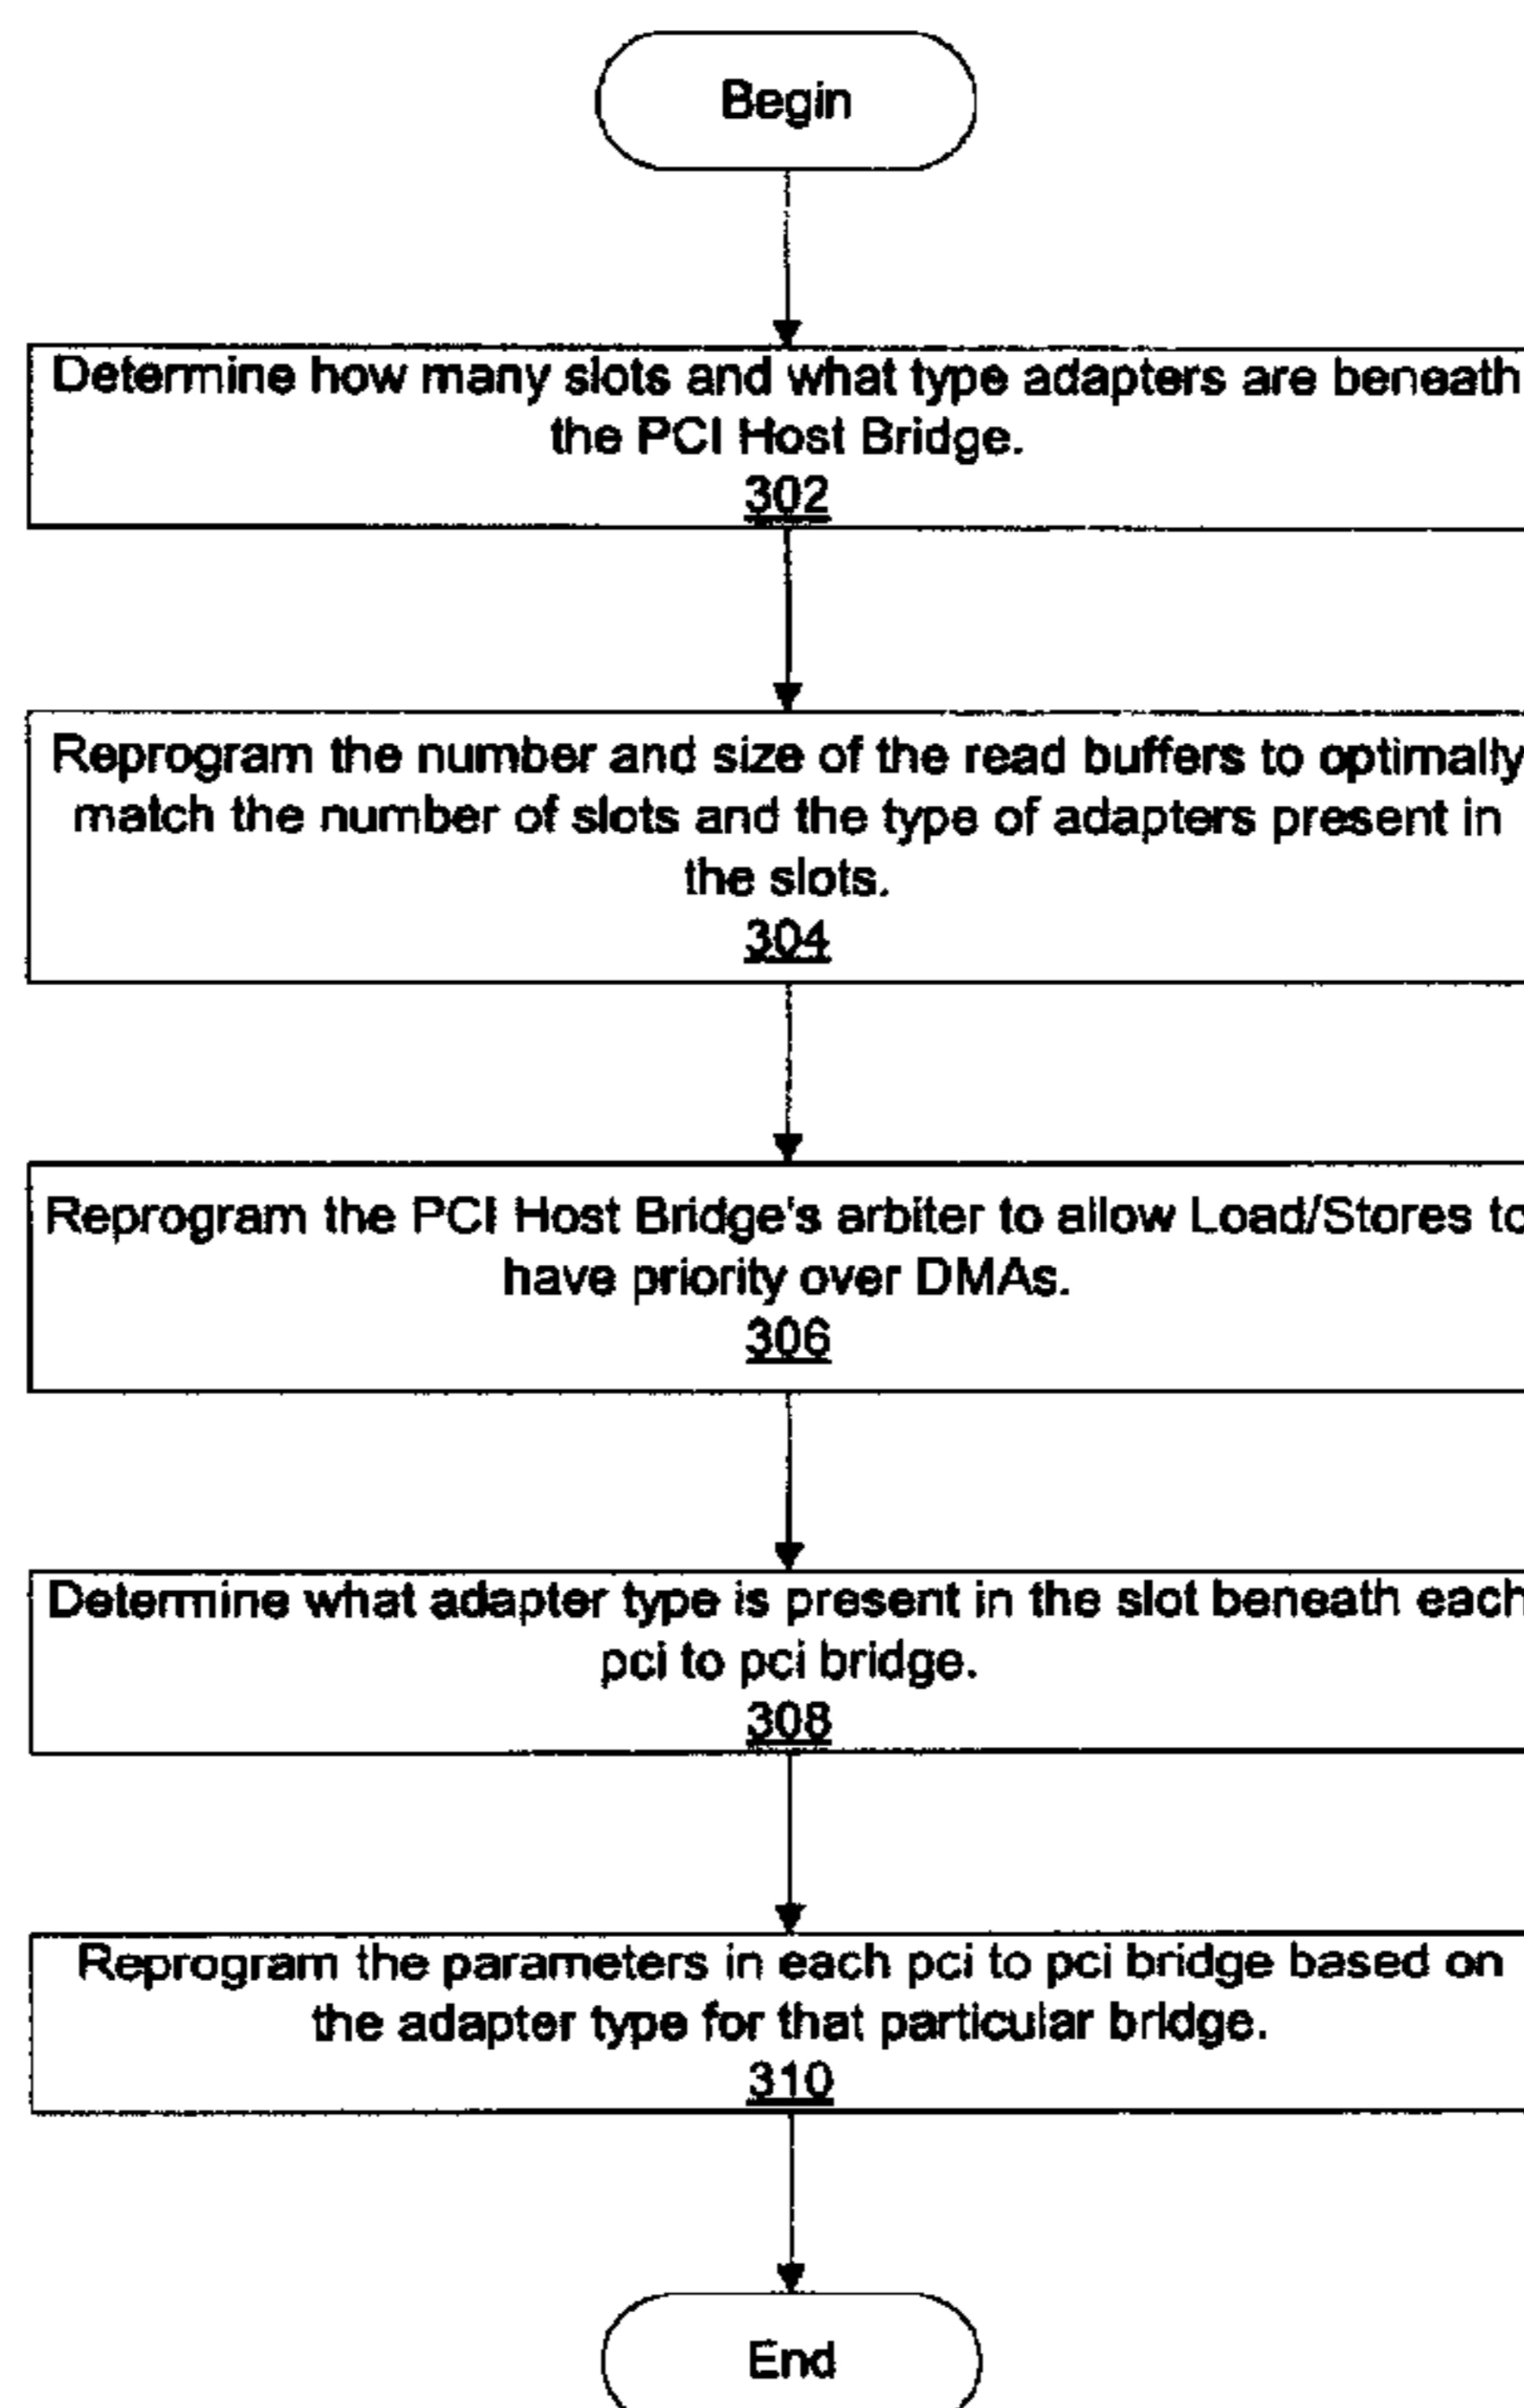 Begin
Determine how many slots and what type adapters are beneath
the PCI Host Bridge.
302
Reprogram the number and size of the read buffers to optimally
match the number of slots and the type of adapters present in
the slots.
304
Reprogram the PCI Host Bridge's arbiter to allow Load/Stores to
have priority over DMAs.
306
Determine what adapter type is present in the slot beneath each
pci to pci bridge.
308
Reprogram the parameters in each pci to pci bridge based on
the adapter type for that particular bridge.
310
End